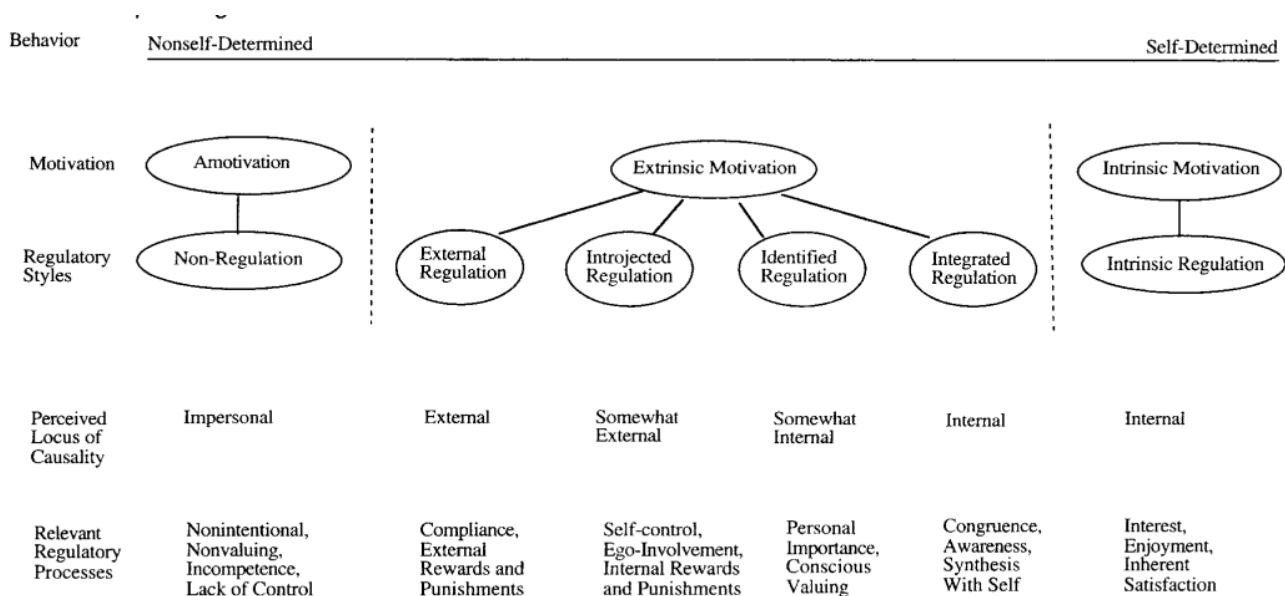 Behavior Nonself-Determined Self-Determined
Motivation Amotivation Extrinsic Motivation Intrinsic Motivation
Regulatory
Styles
Non-Regulation
External
Regulation
Introjected
Regulation
Identified
Regulation
Integrated
Regulation
Intrinsic Regulation
Perceived
Locus of
Causality
Impersonal
External
Somewhat
External
Somewhat
Internal
Internal
Internal
Relevant
Regulatory
Processes
Nonintentional,
Nonvaluing,
Incompetence,
Lack of Control
Compliance,
External
Rewards and
Punishments
Self-control,
Ego-Involvement,
Internal Rewards
and Punishments
Personal
Importance,
Conscious
Valuing
Congruence,
Awareness,
Synthesis
With Self
Interest,
Enjoyment,
Inherent
Satisfaction